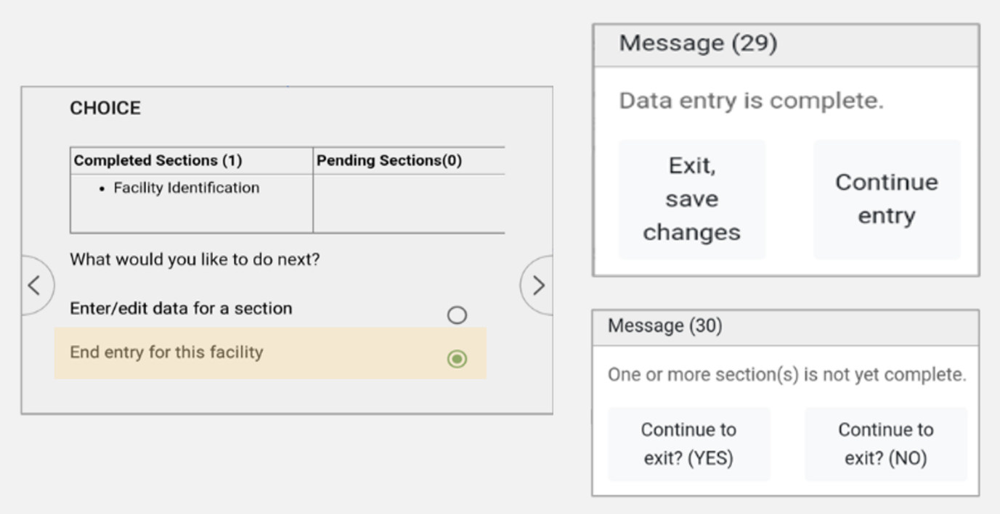 CHOICE
Completed Sections (1) Pending Sections(0)
• Facility Identification
What would you like to do next?
Enter/edit data for a section
End entry for this facility
Message (29)
Data entry is complete.
Exit,
save
changes
Continue
entry
Message (30)
One or more section(s) is not yet complete.
Continue to
exit? (YES)
Continue to
exit? (NO)